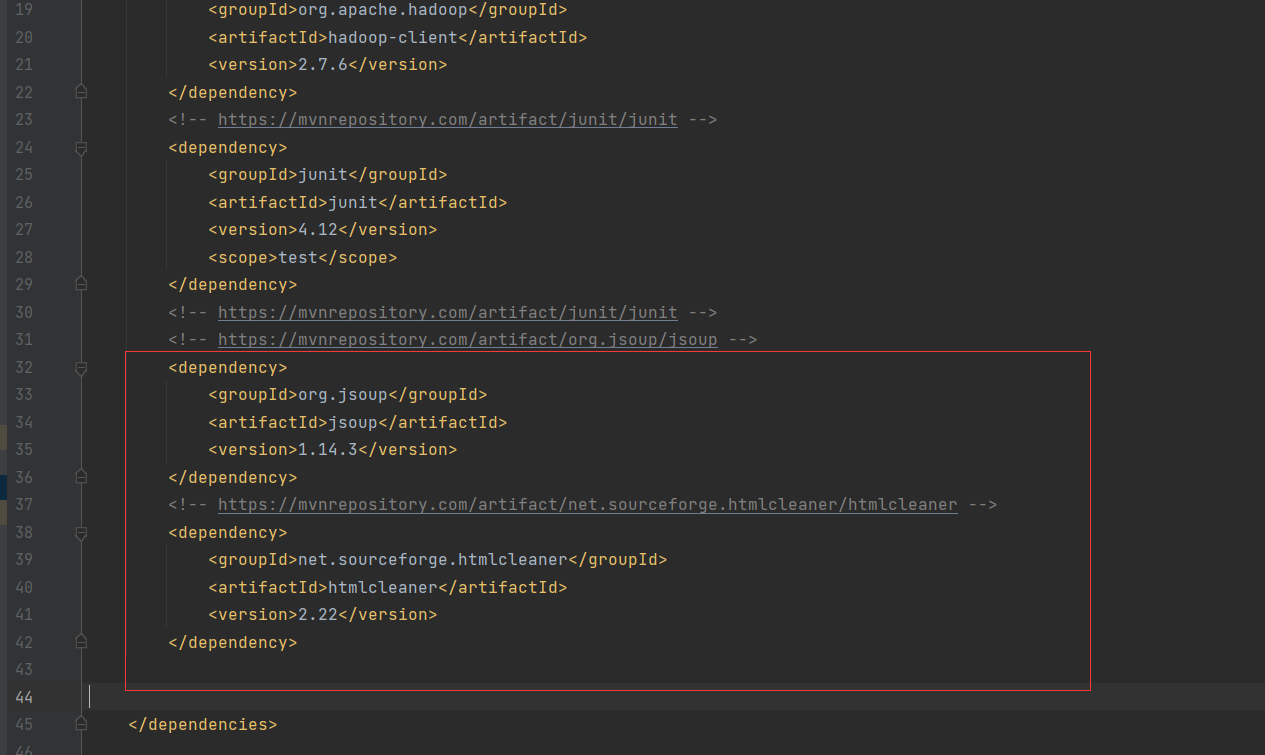 19 <groupId>org.apache.hadoop</groupId>
20 <artifactId>hadoop-client</artifactId>
21 <version>2.7.6</version>
22 </dependency>
23 <!-- https://mvnrepository.com/artifact/junit/junit -->
24 <dependency>
25 <groupId>junit</groupId>
26 <artifactId>junit</artifactId>
27 <version>4.12</version>
28 <scope>test</scope>
29 </dependency>
30 <!-- https://mvnrepository.com/artifact/junit/junit -->
31 <!-- https://mvnrepository.com/artifact/org.jsoup/jsoup -->
32 <dependency>
33 <groupId>org.jsoup</groupId>
34 <artifactId>jsoup</artifactId>
35 <version>1.14.3</version>
36 </dependency>
37 <!-- https://mvnrepository.com/artifact/net.sourceforge.htmlcleaner/htmlcleaner -->
38 <dependency>
39 <groupId>net.sourceforge.htmlcleaner</groupId>
40 <artifactId>htmlcleaner</artifactId>
41 <version>2.22</version>
42 </dependency>
43
44
45 </dependencies>
46